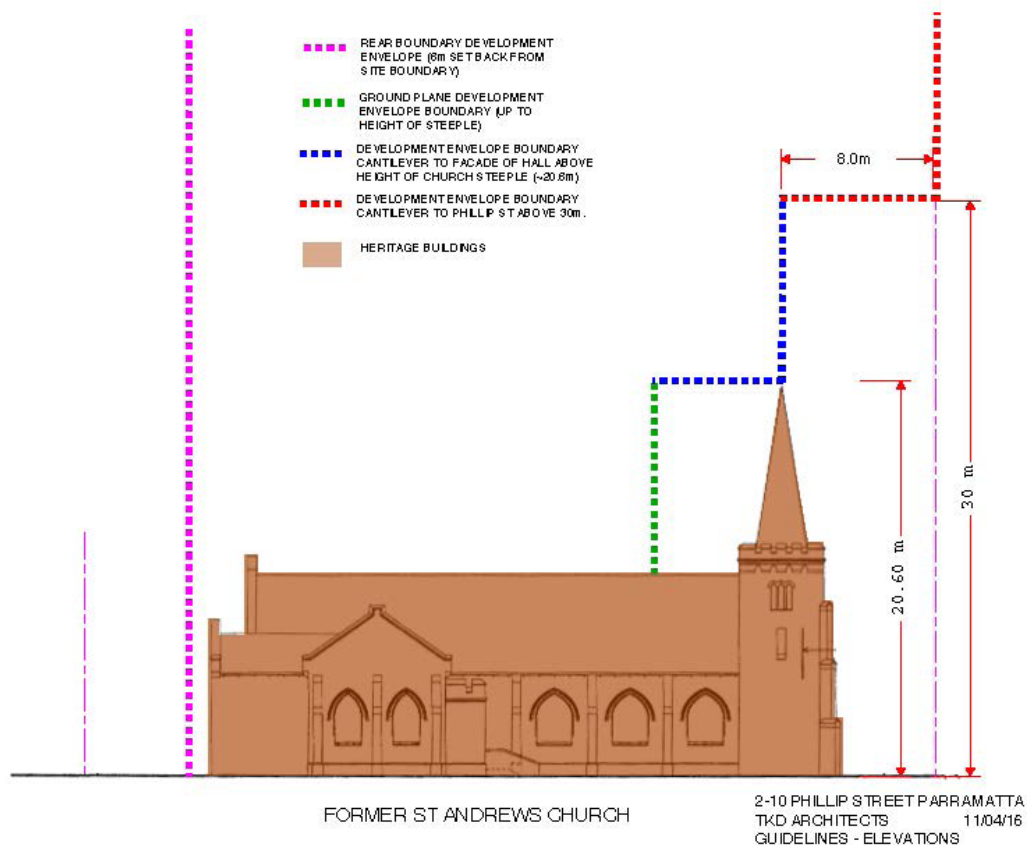 REAR BOUNDARY DEVELOPMENT
ENVELOPE (6m SET BACK FROM
SITE BOUNDARY)
GROUND PLANE DEVELOPMENT
ENVELOPE BOUNDARY (UP TO
HEIGHT OF STEEPLE)
DEVELOPMENT ENVELOPE BOUNDARY
CANTILEVER TO FACADE OF HALL ABOVE
HEIGHT OF CHURCH STEEPLE (~20.6m)
DEVELOPMENT ENVELOPE BOUNDARY
CANTILEVER TO PHILLIP ST ABOVE 30m.
HERITAGE BUILDINGS
8.0m
30 m
20.60 m
FORMER ST ANDREWS CHURCH
2-10 PHILLIP STREET PARRAMATTA
TKD ARCHITECTS 11/04/16
GUIDELINES - ELEVATIONS